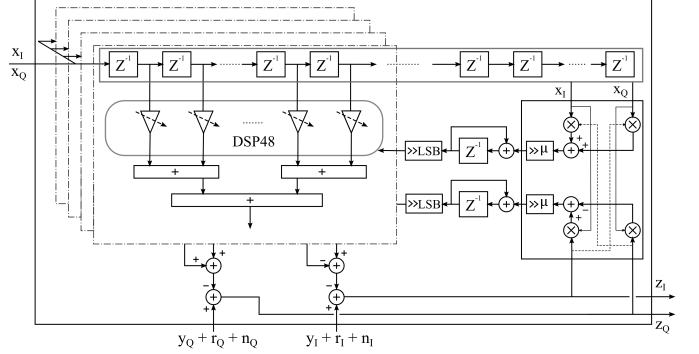 x_I
x_Q
Z⁻¹ Z⁻¹ ...... Z⁻¹ Z⁻¹ ........ Z⁻¹ Z⁻¹ ..... Z⁻¹
x_I x_Q
......
DSP48
× ×
+ +
>>LSB Z⁻¹ + >>μ + +
+ +
+
>>LSB Z⁻¹ + >>μ + −
+
× ×
+ + − +
+ +
− −
+ +
+ +
z_I
z_Q
y_Q + r_Q + n_Q y_I + r_I + n_I